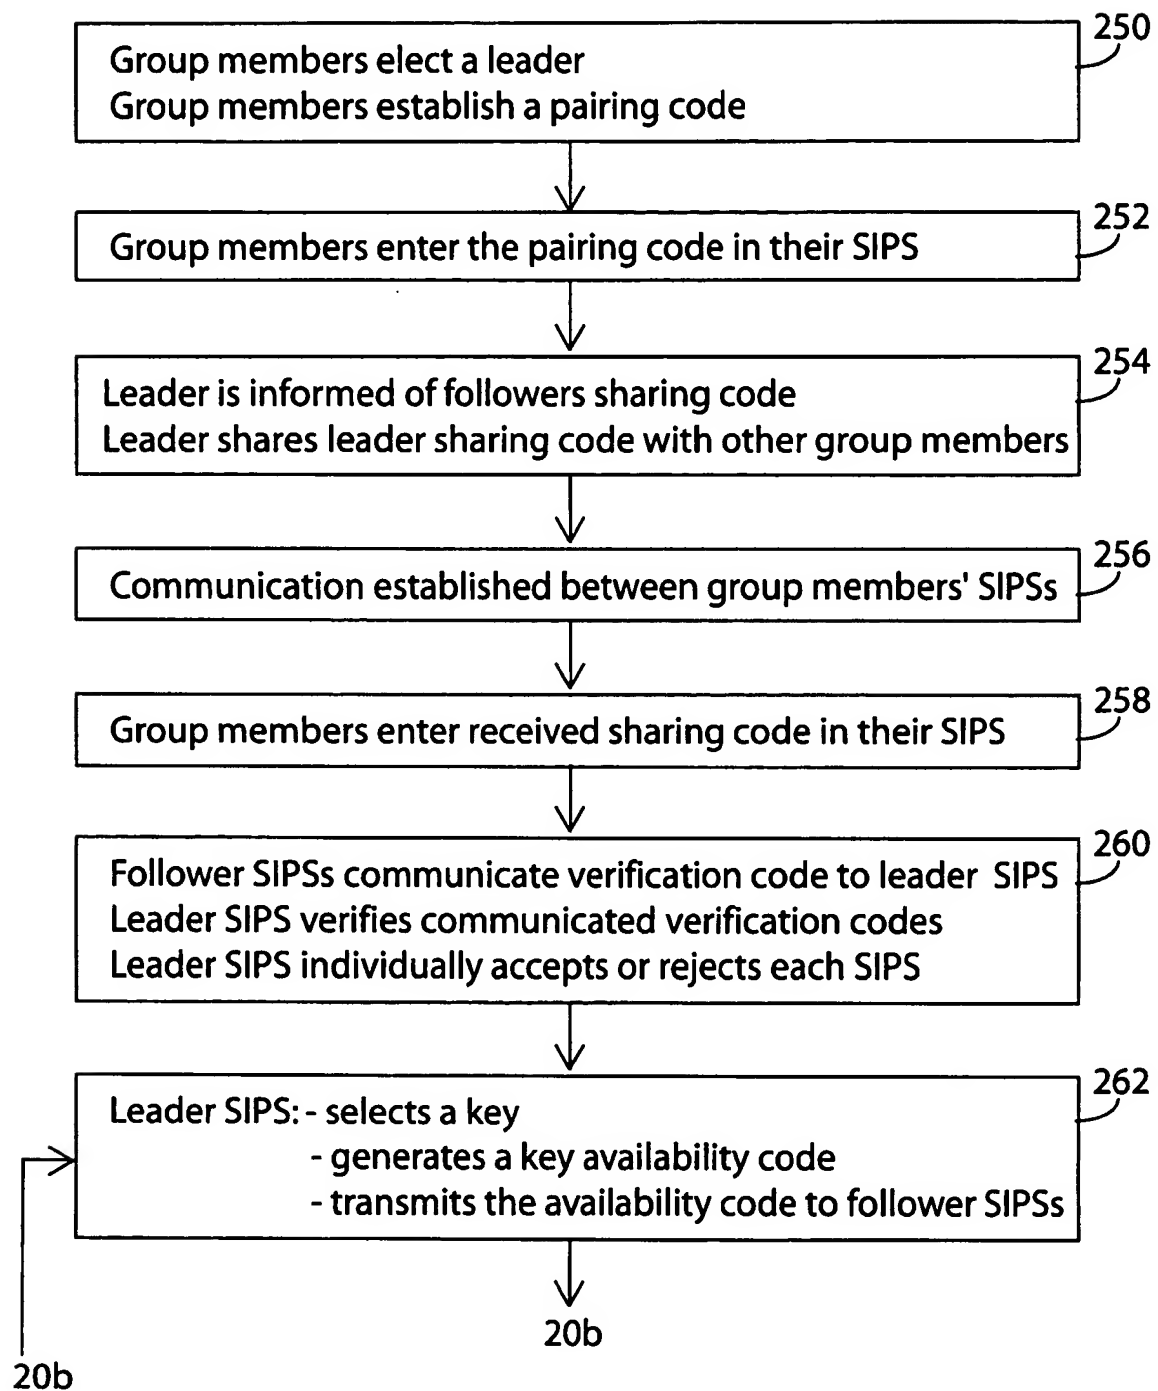 250
Group members elect a leader
Group members establish a pairing code
252
Group members enter the pairing code in their SIPS
254
Leader is informed of followers sharing code
Leader shares leader sharing code with other group members
256
Communication established between group members' SIPSs
258
Group members enter received sharing code in their SIPS
260
Follower SIPSs communicate verification code to leader SIPS
Leader SIPS verifies communicated verification codes
Leader SIPS individually accepts or rejects each SIPS
262
Leader SIPS: - selects a key
- generates a key availability code
- transmits the availability code to follower SIPSs
20b
20b